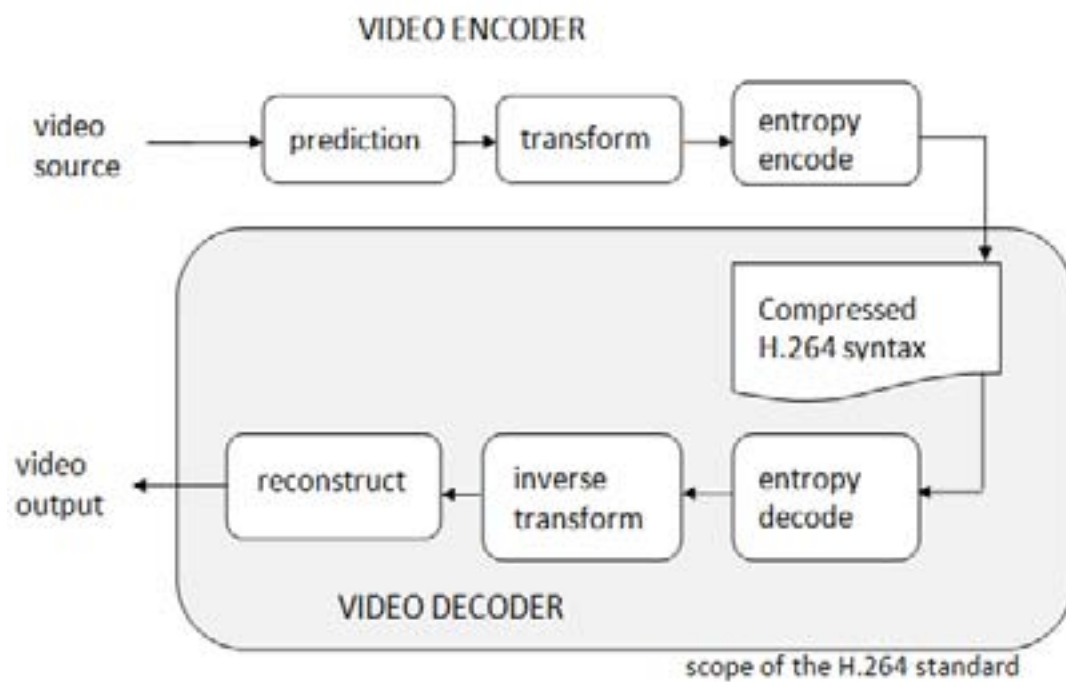 VIDEO ENCODER
video
source
prediction
transform
entropy
encode
Compressed
H.264 syntax
video
output
reconstruct
inverse
transform
entropy
decode
VIDEO DECODER
scope of the H.264 standard